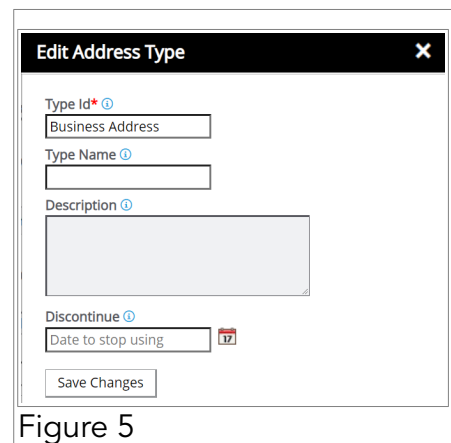 Edit Address Type
Type Id*
Business Address
Type Name
Description
Discontinue
Date to stop using
17
Save Changes
Figure 5